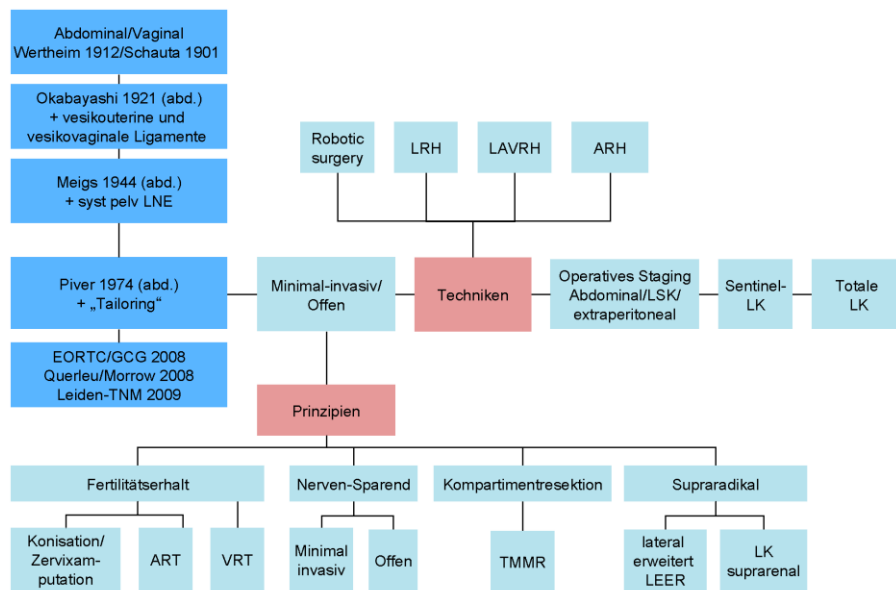 Abdominal/Vaginal
Wertheim 1912/Schauta 1901
Okabayashi 1921 (abd.)
+ vesikouterine und
vesikovaginale Ligamente
Meigs 1944 (abd.)
+ syst pelv LNE
Robotic
surgery
LRH
LAVRH
ARH
Piver 1974 (abd.)
+ „Tailoring“
Minimal-invasiv/
Offen
Techniken
Operatives Staging
Abdominal/LSK/
extraperitoneal
Sentinel-
LK
Totale
LK
EORTC/GCG 2008
Querleu/Morrow 2008
Leiden-TNM 2009
Prinzipien
Fertilitätserhalt
Nerven-Sparend
Kompartimentresektion
Supraradikal
Konisation/
Zervixam-
putation
ART
VRT
Minimal
invasiv
Offen
TMMR
lateral
erweitert
LEER
LK
suprarenal